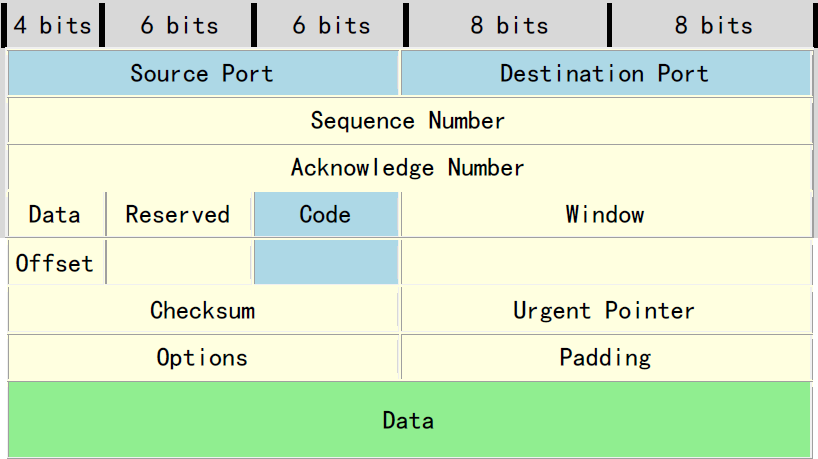 4 bits 6 bits 6 bits 8 bits 8 bits
Source Port Destination Port
Sequence Number
Acknowledge Number
Data Reserved Code Window
Offset
Checksum Urgent Pointer
Options Padding
Data